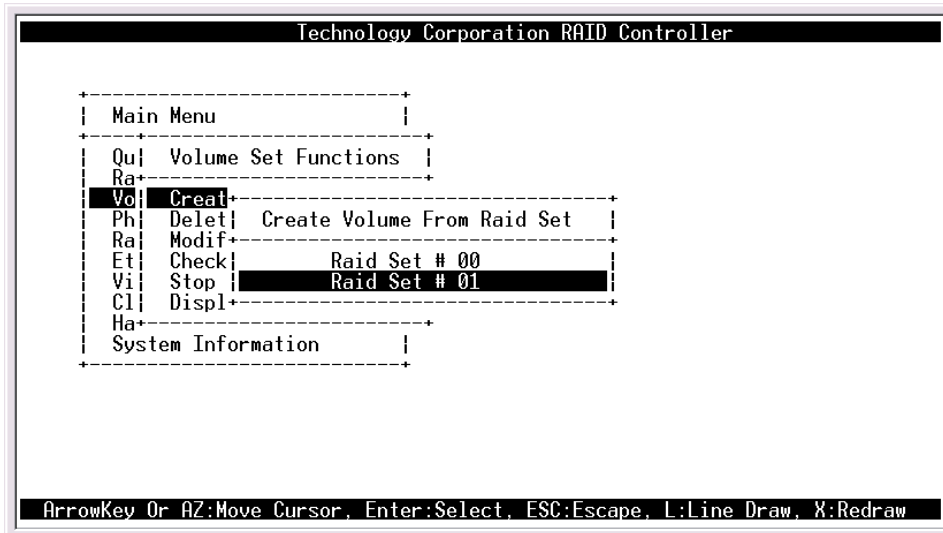 Technology Corporation RAID Controller
Main Menu
Qu
Volume Set Functions
Ra
Vo
Creat
Ph
Delet
Create Volume From Raid Set
Ra
Modif
Et
Check
Raid Set # 00
Vi
Stop
Raid Set # 01
Cl
Displ
Ha
System Information
ArrowKey Or AZ:Move Cursor, Enter:Select, ESC:Escape, L:Line Draw, X:Redraw